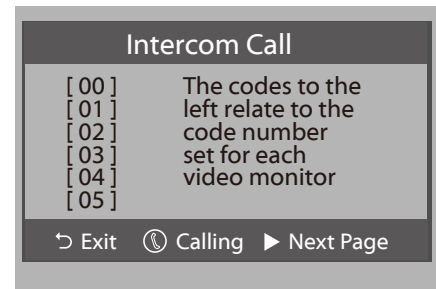 Intercom Call
[ 00 ] The codes to the
[ 01 ] left relate to the
[ 02 ] code number
[ 03 ] set for each
[ 04 ] video monitor
[ 05 ]
Exit Calling Next Page